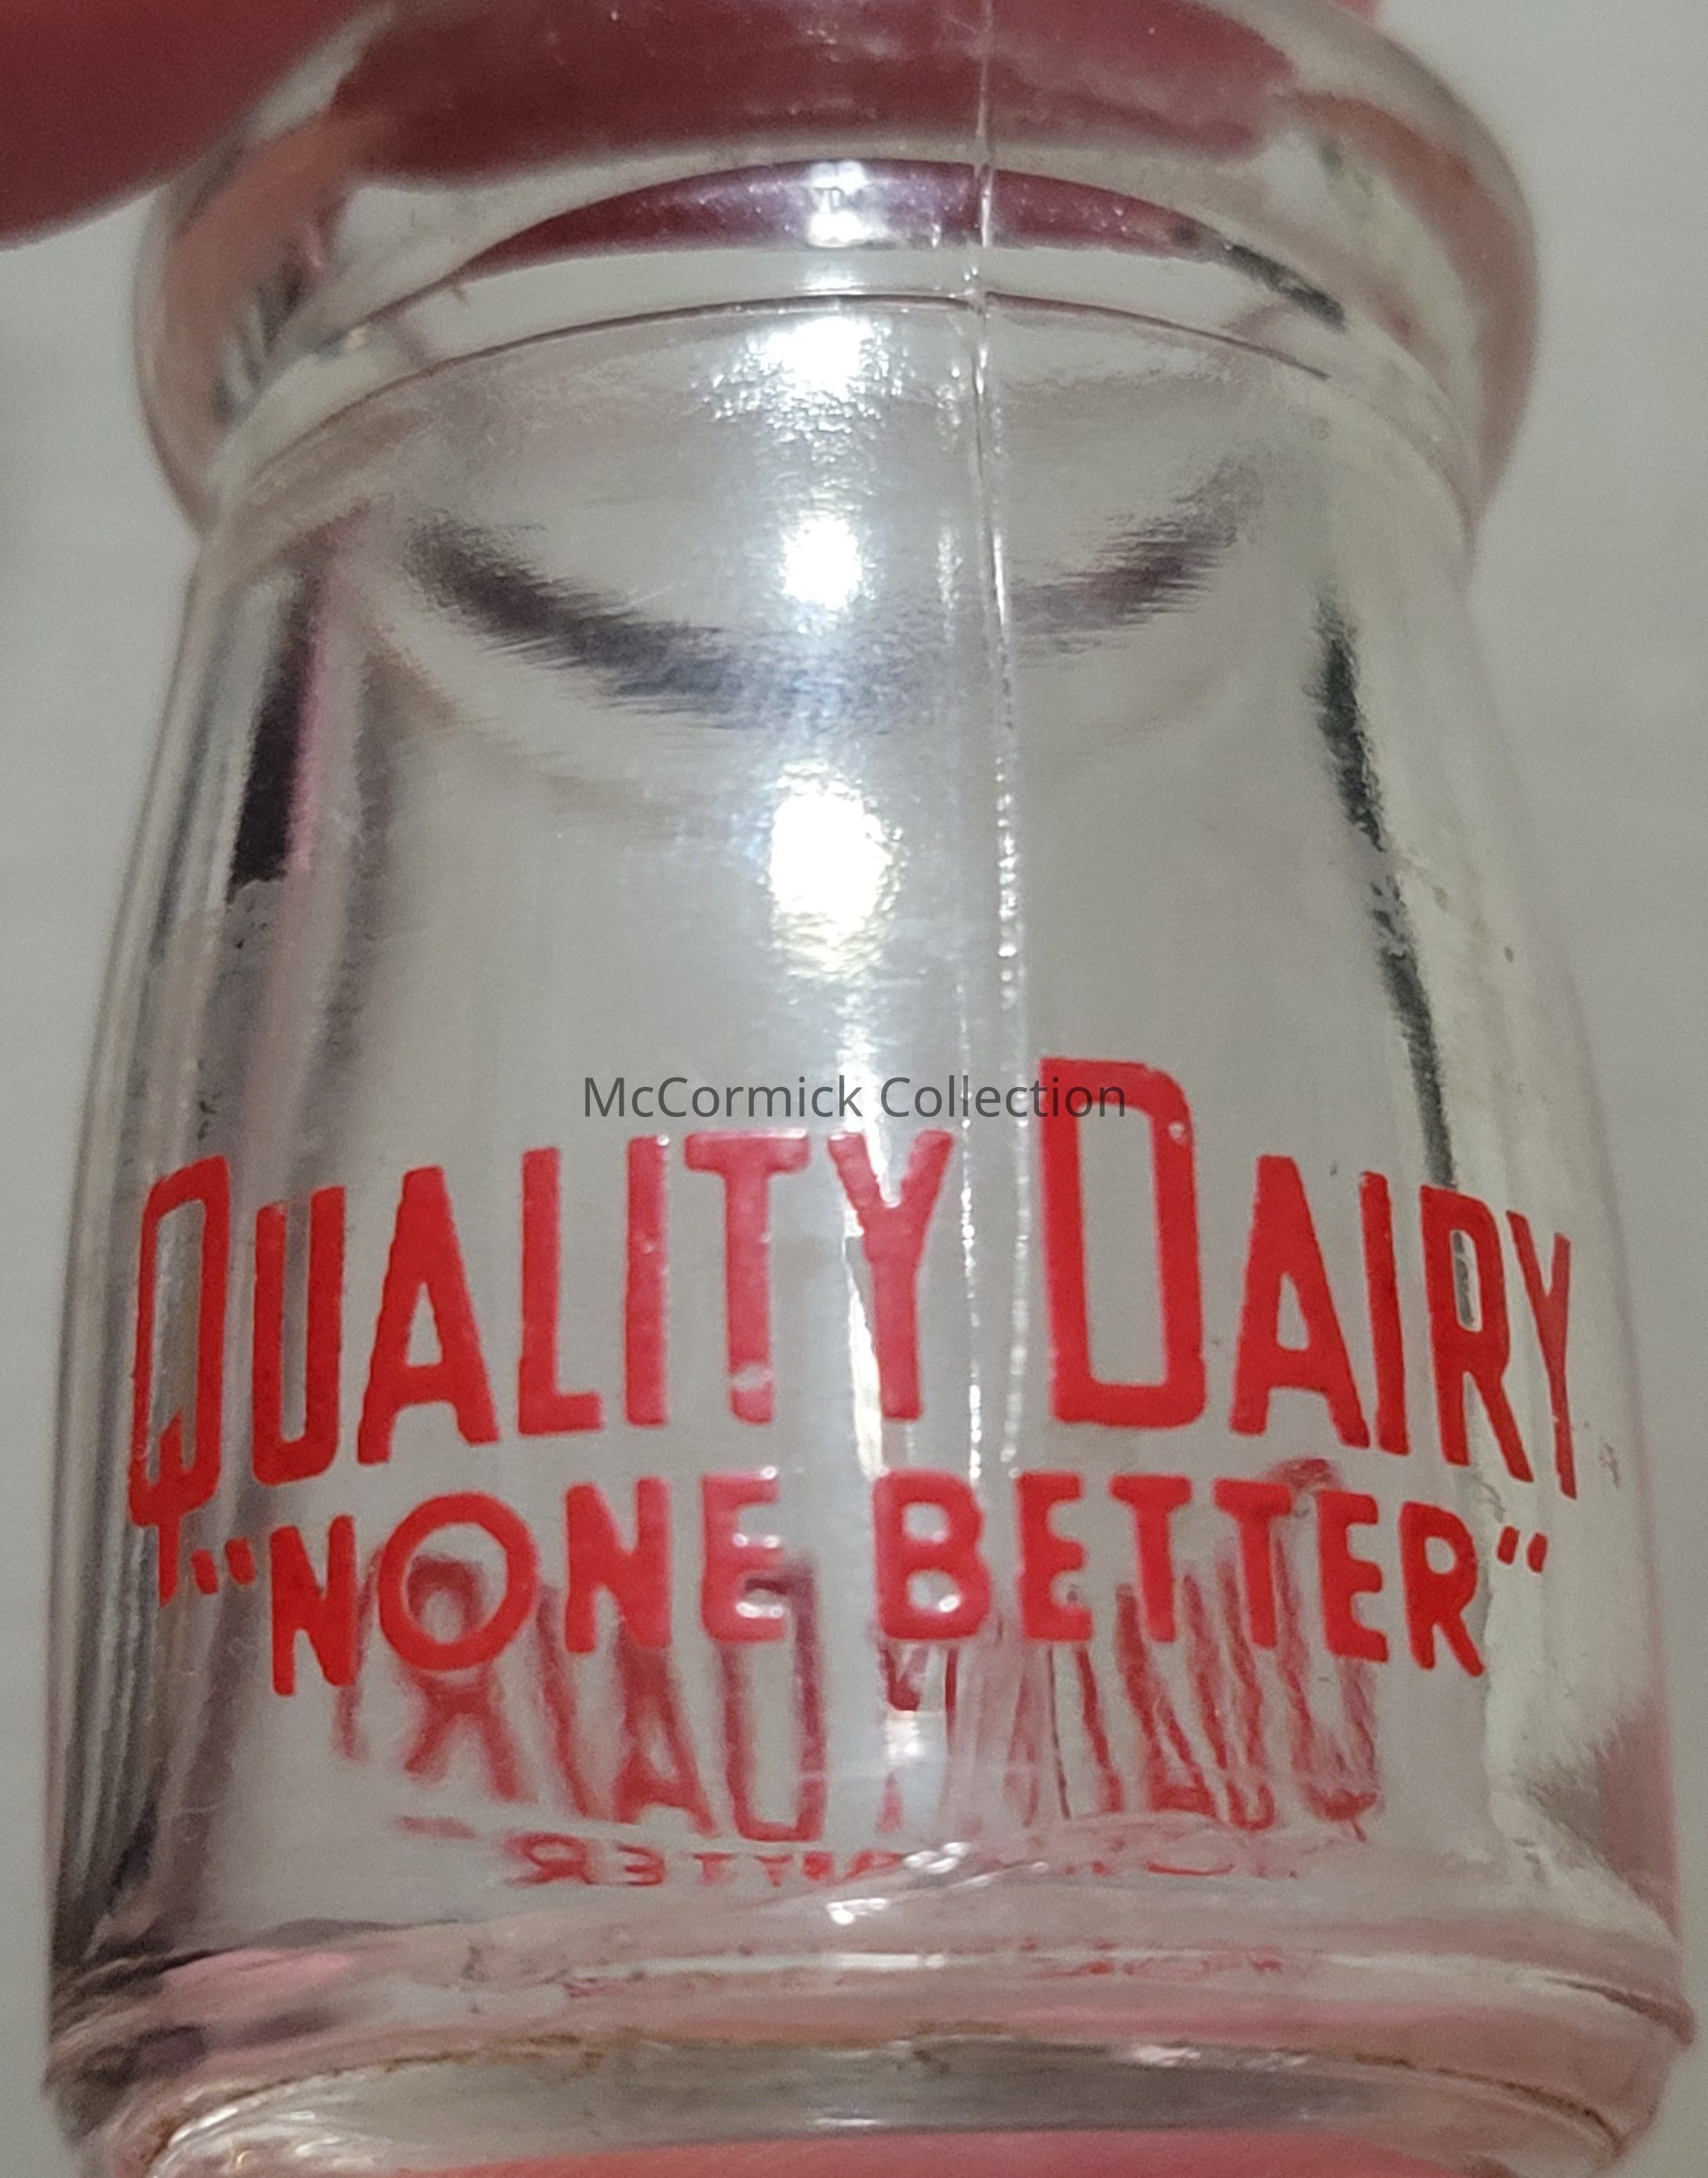 McCormick Collection
QUALITY DAIRY
"NONE BETTER"